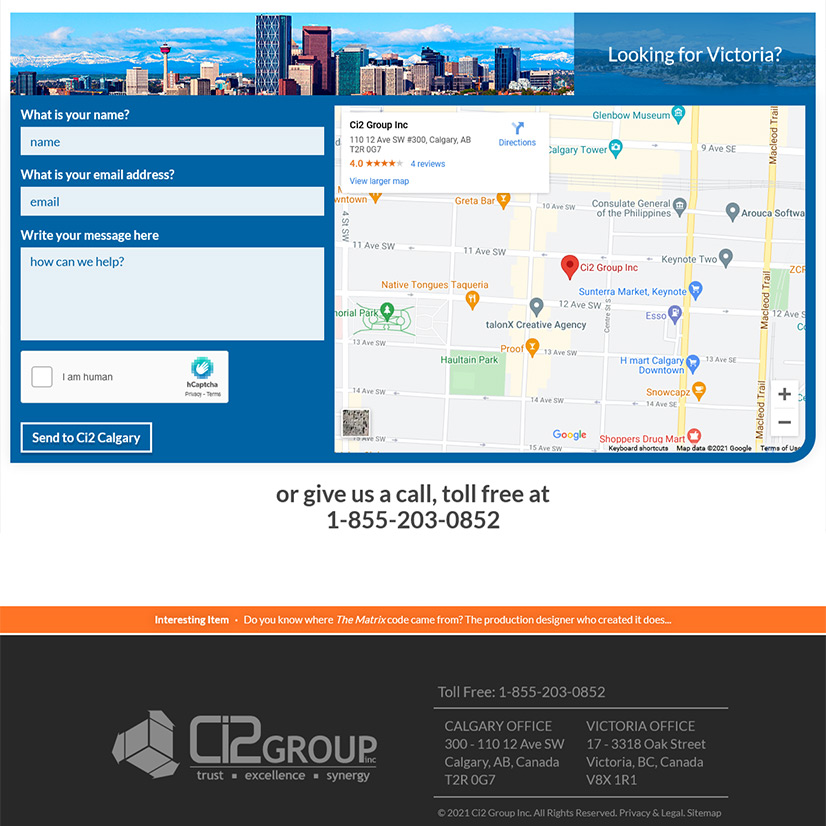 Looking for Victoria?
What is your name?
name
What is your email address?
email
Write your message here
how can we help?
I am human
hCaptcha
Privacy - Terms
Send to Ci2 Calgary
Ci2 Group Inc
110 12 Ave SW #300, Calgary, AB
T2R 0G7
Directions
4.0 ★★★★★ 4 reviews
View larger map
Glenbow Museum
Macleod Trail
Calgary Tower
9 Ave SE
owntown
Greta Bar
10 Ave SW
Consulate General
of the Philippines
Arouca Softwa
4 St SW
11 Ave SW
11 Ave SW
Keynote Two
Ci2 Group Inc
ZCF
Native Tongues Taqueria
Sunterra Market, Keynote
Macleod Trail
12 Ave SW
Centre St S
Esso
12 Ave S
orial Park
talonX Creative Agency
Proof
13 Ave SW
13 Ave SW
Haultain Park
H mart Calgary
Downtown
13 Ave SE
Snowcapz
14 Ave SW
14 Ave SW
14 Ave SE
Macleod Trail
+
−
Google
Shoppers Drug Mart
Keyboard shortcuts
Map data ©2021 Google
Terms of Use
or give us a call, toll free at
1-855-203-0852
Interesting Item · Do you know where The Matrix code came from? The production designer who created it does...
Ci2GROUP inc
trust ▪ excellence ▪ synergy
Toll Free: 1-855-203-0852
CALGARY OFFICE
300 - 110 12 Ave SW
Calgary, AB, Canada
T2R 0G7
VICTORIA OFFICE
17 - 3318 Oak Street
Victoria, BC, Canada
V8X 1R1
© 2021 Ci2 Group Inc. All Rights Reserved. Privacy & Legal. Sitemap